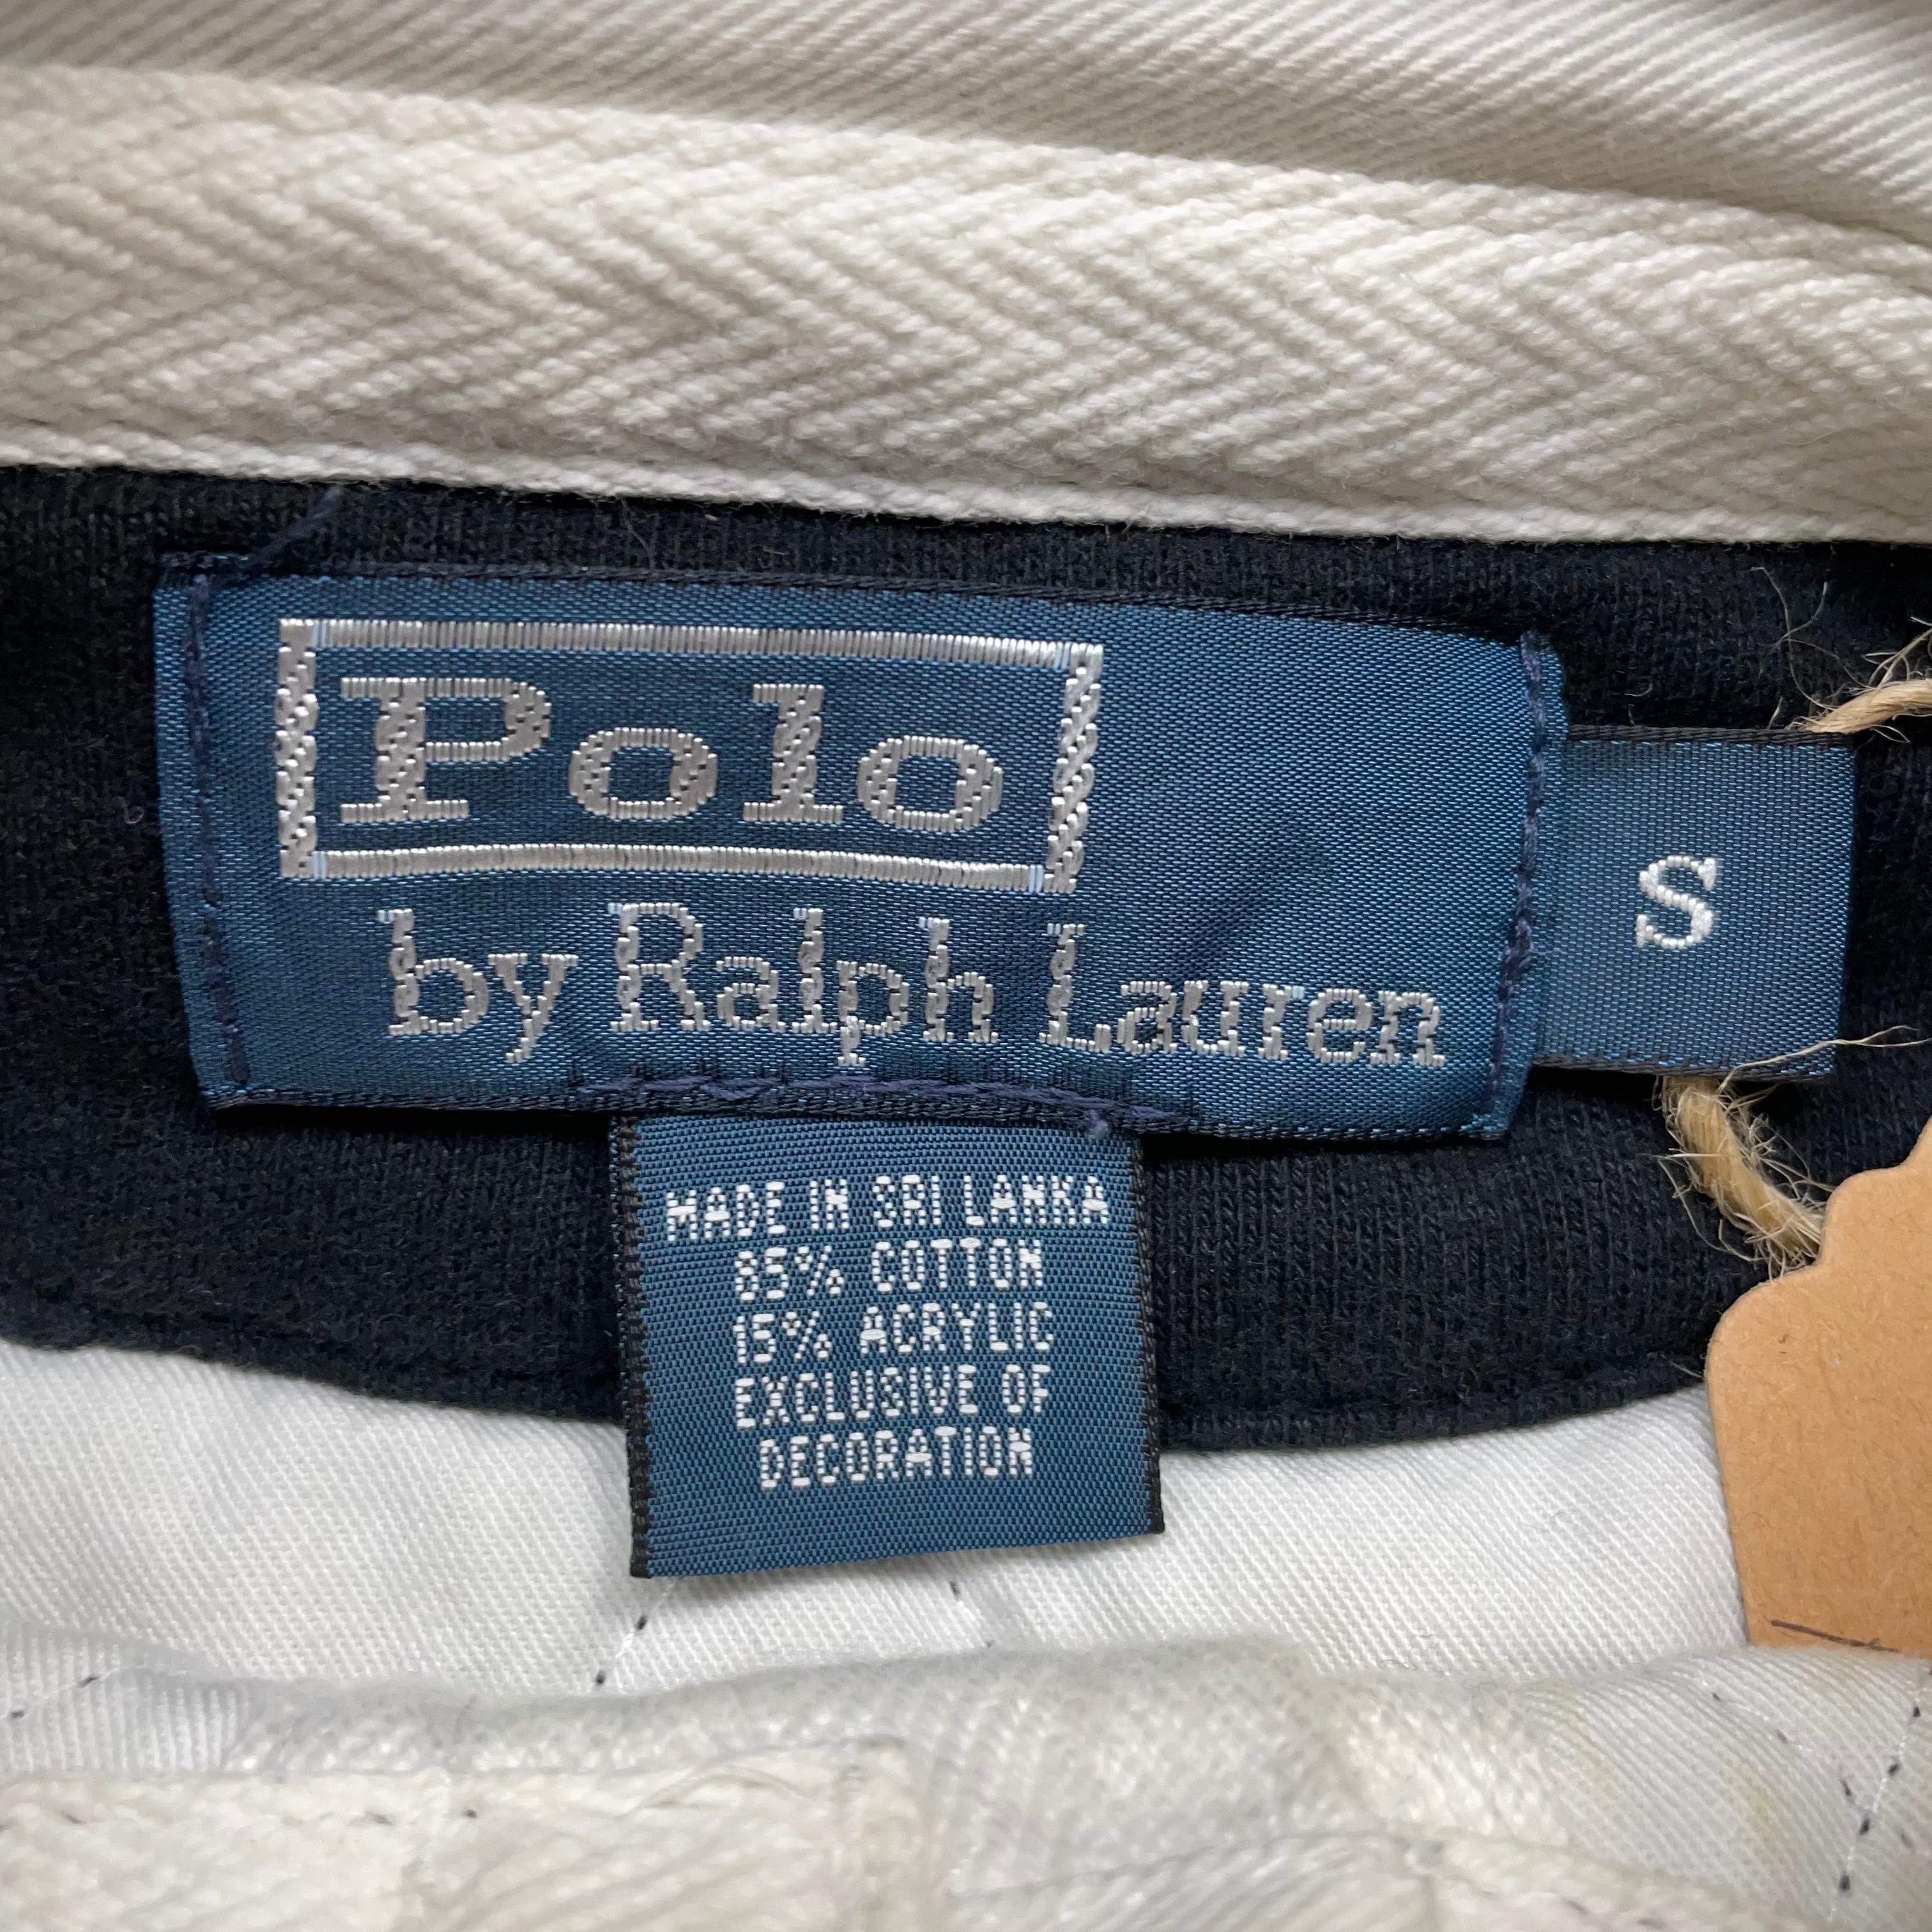 Polo
by Ralph Lauren
S
MADE IN SRI LANKA
85% COTTON
15% ACRYLIC
EXCLUSIVE OF
DECORATION